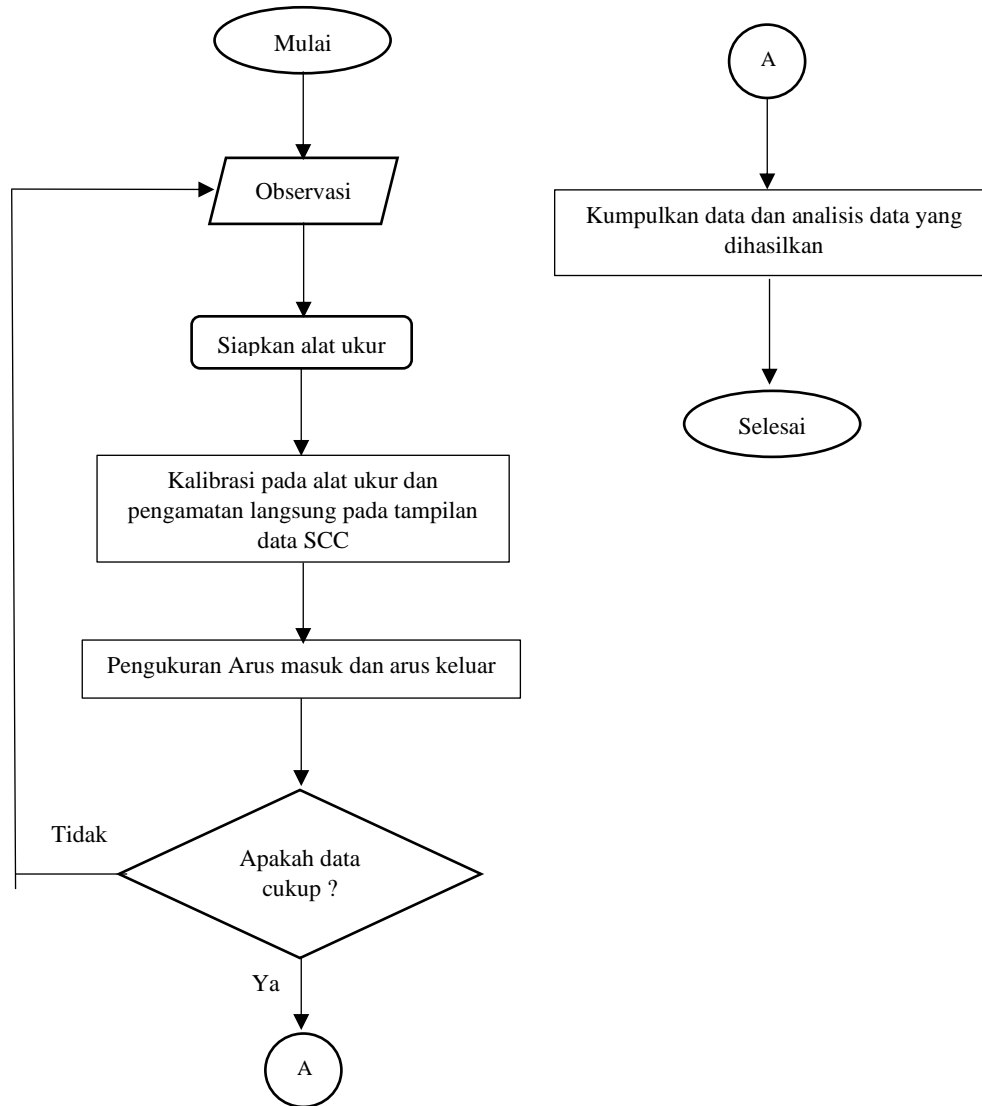 Mulai
Observasi
Siapkan alat ukur
Kalibrasi pada alat ukur dan
pengamatan langsung pada tampilan
data SCC
Pengukuran Arus masuk dan arus keluar
Tidak
Apakah data
cukup ?
Ya
A
A
Kumpulkan data dan analisis data yang
dihasilkan
Selesai